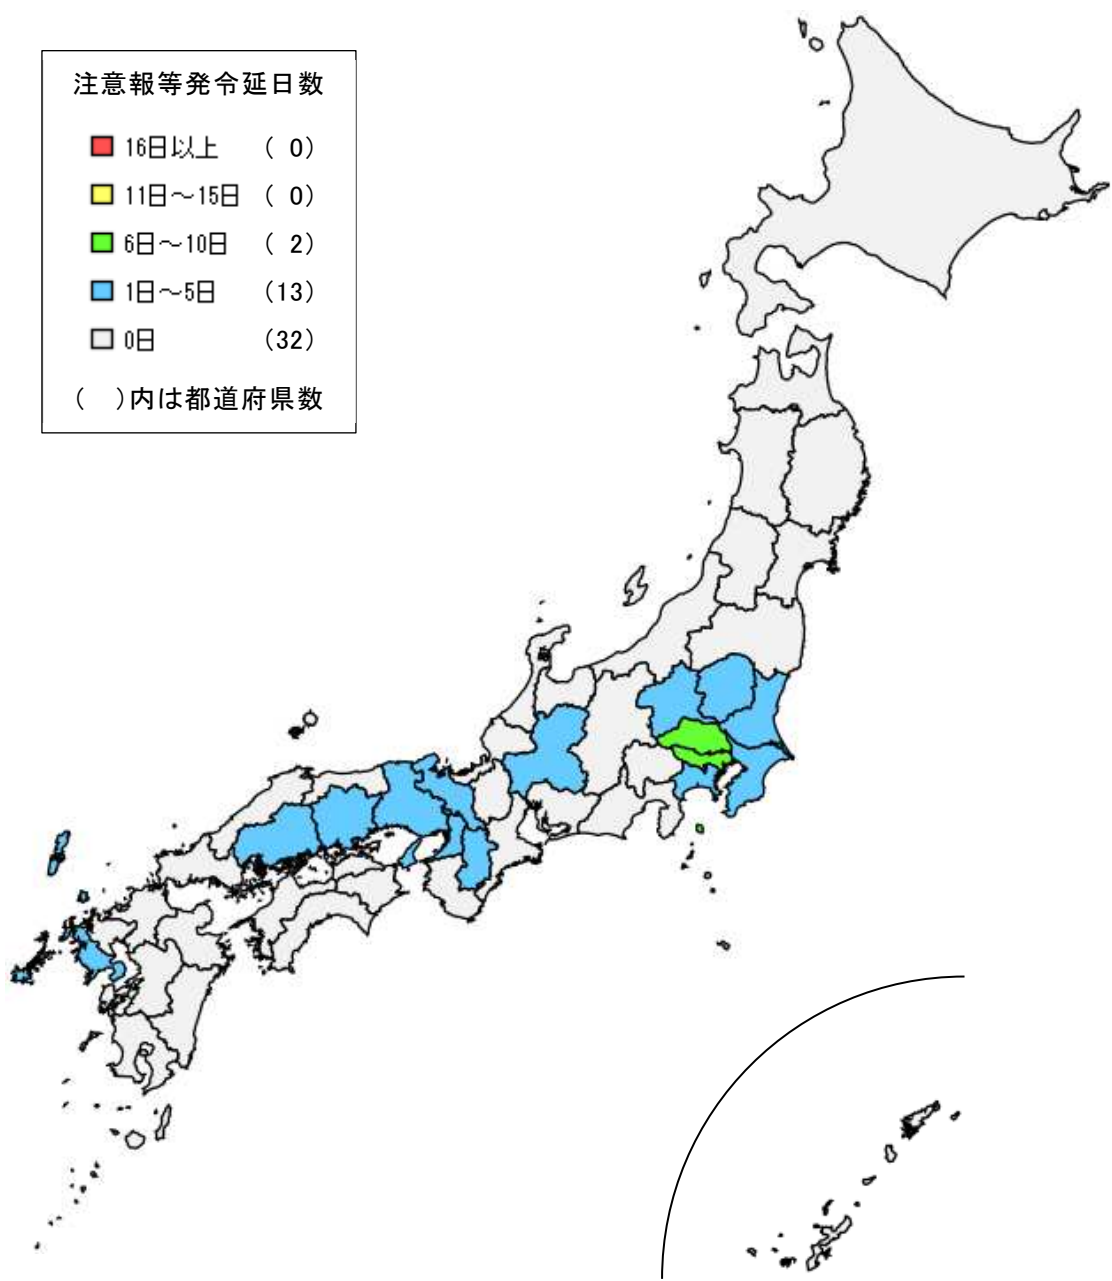 注意報等発令延日数
16日以上 ( 0)
11日～15日 ( 0)
6日～10日 ( 2)
1日～5日 (13)
0日 (32)
( )内は都道府県数